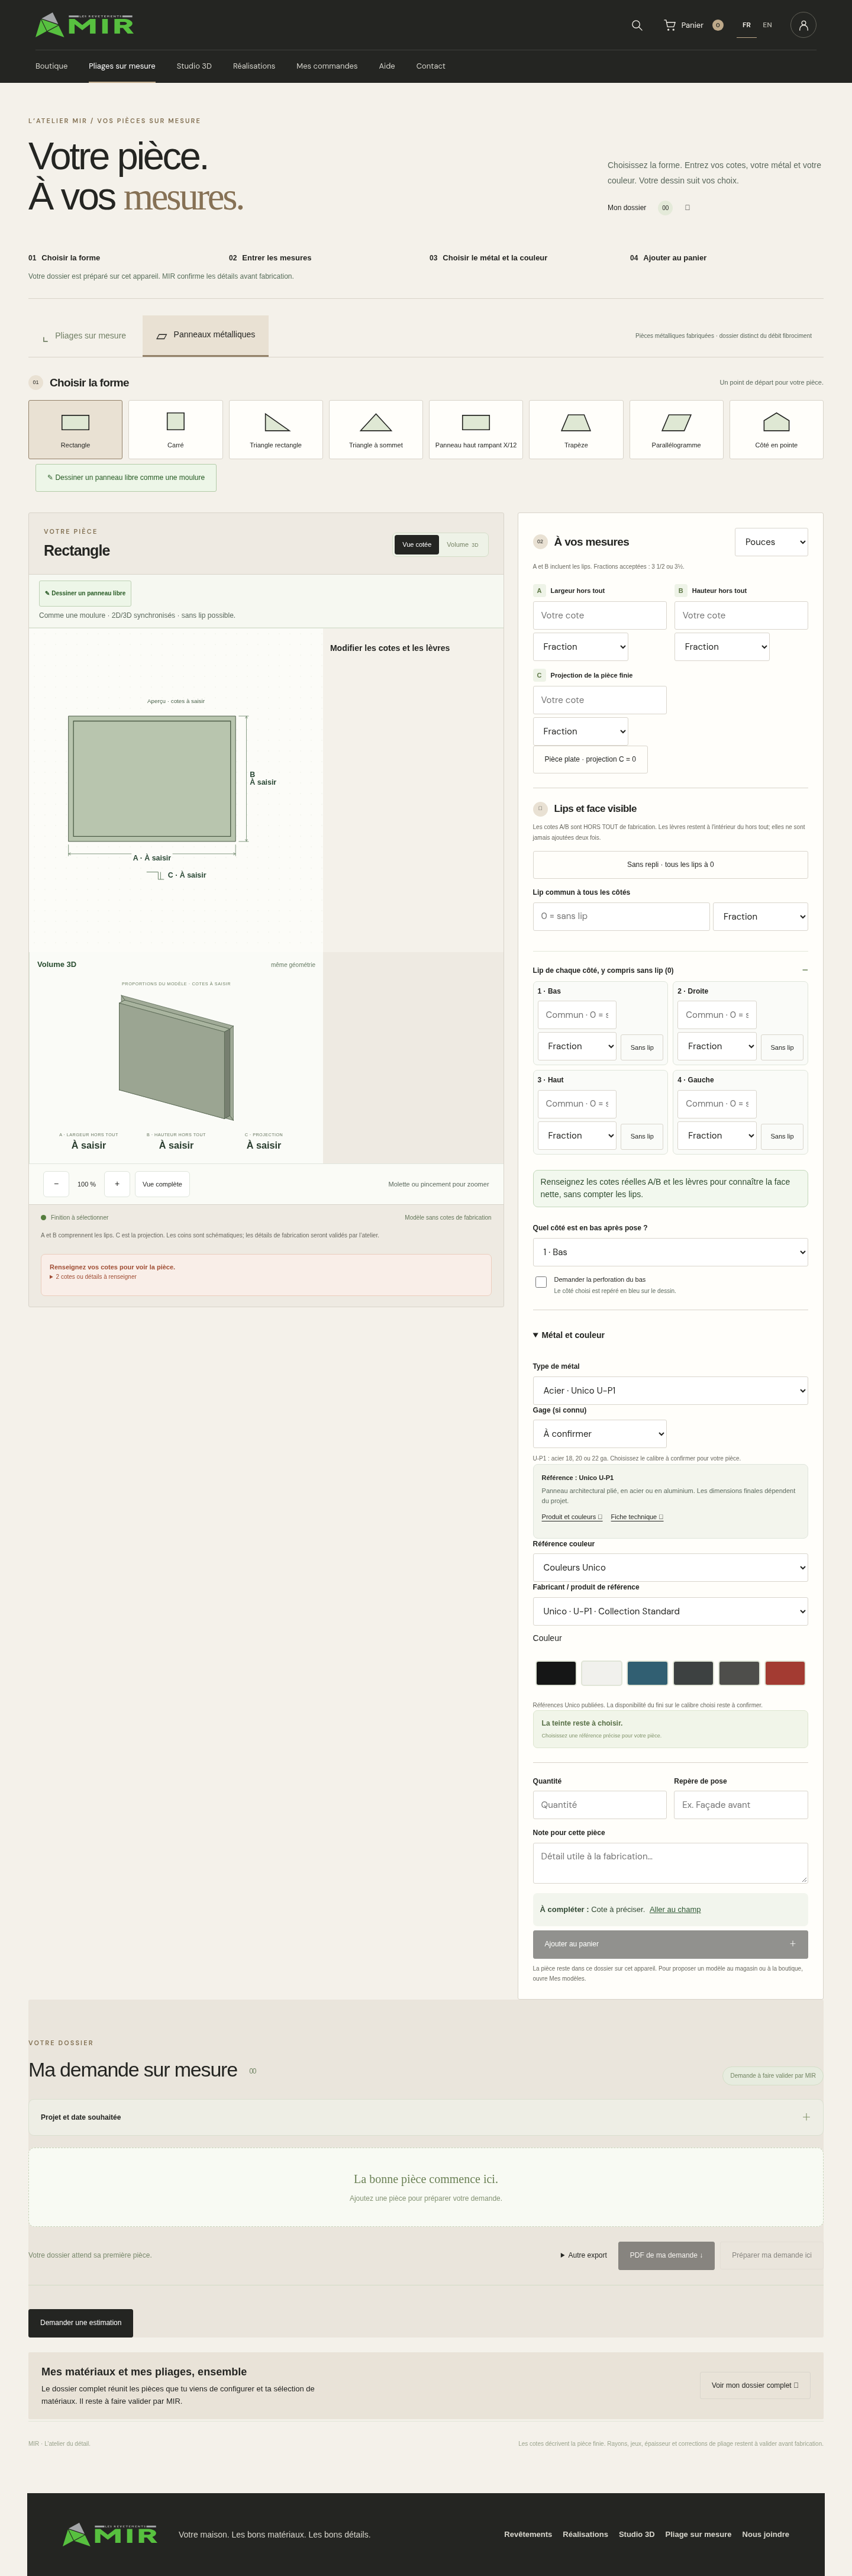 LES REVÊTEMENTS
MIR
Panier
0
FR
EN
Boutique
Pliages sur mesure
Studio 3D
Réalisations
Mes commandes
Aide
Contact
L'ATELIER MIR / VOS PIÈCES SUR MESURE
Votre pièce.
À vos mesures.
Choisissez la forme. Entrez vos cotes, votre métal et votre
couleur. Votre dessin suit vos choix.
Mon dossier
00
01 Choisir la forme
02 Entrer les mesures
03 Choisir le métal et la couleur
04 Ajouter au panier
Votre dossier est préparé sur cet appareil. MIR confirme les détails avant fabrication.
Pliages sur mesure
Panneaux métalliques
Pièces métalliques fabriquées · dossier distinct du débit fibrociment
01
Choisir la forme
Un point de départ pour votre pièce.
Rectangle
Carré
Triangle rectangle
Triangle à sommet
Panneau haut rampant X/12
Trapèze
Parallélogramme
Côté en pointe
✎ Dessiner un panneau libre comme une moulure
VOTRE PIÈCE
Rectangle
Vue cotée
Volume 3D
✎ Dessiner un panneau libre
Comme une moulure · 2D/3D synchronisés · sans lip possible.
Modifier les cotes et les lèvres
Aperçu · cotes à saisir
B
À saisir
A · À saisir
C · À saisir
Volume 3D
même géométrie
PROPORTIONS DU MODÈLE · COTES À SAISIR
A · LARGEUR HORS TOUT
B · HAUTEUR HORS TOUT
C · PROJECTION
À saisir
À saisir
À saisir
−
100 %
+
Vue complète
Molette ou pincement pour zoomer
Finition à sélectionner
Modèle sans cotes de fabrication
A et B comprennent les lips. C est la projection. Les coins sont schématiques; les détails de fabrication seront validés par l'atelier.
Renseignez vos cotes pour voir la pièce.
▸ 2 cotes ou détails à renseigner
02
À vos mesures
Pouces
A et B incluent les lips. Fractions acceptées : 3 1/2 ou 3½.
A Largeur hors tout
B Hauteur hors tout
Votre cote
Votre cote
Fraction
Fraction
C Projection de la pièce finie
Votre cote
Fraction
Pièce plate · projection C = 0
Lips et face visible
Les cotes A/B sont HORS TOUT de fabrication. Les lèvres restent à l'intérieur du hors tout; elles ne sont
jamais ajoutées deux fois.
Sans repli · tous les lips à 0
Lip commun à tous les côtés
0 = sans lip
Fraction
Lip de chaque côté, y compris sans lip (0)
−
1 · Bas
2 · Droite
Commun · 0 = s
Commun · 0 = s
Fraction
Sans lip
Fraction
Sans lip
3 · Haut
4 · Gauche
Commun · 0 = s
Commun · 0 = s
Fraction
Sans lip
Fraction
Sans lip
Renseignez les cotes réelles A/B et les lèvres pour connaître la face
nette, sans compter les lips.
Quel côté est en bas après pose ?
1 · Bas
Demander la perforation du bas
Le côté choisi est repéré en bleu sur le dessin.
▼ Métal et couleur
Type de métal
Acier · Unico U-P1
Gage (si connu)
À confirmer
U-P1 : acier 18, 20 ou 22 ga. Choisissez le calibre à confirmer pour votre pièce.
Référence : Unico U-P1
Panneau architectural plié, en acier ou en aluminium. Les dimensions finales dépendent
du projet.
Produit et couleurs
Fiche technique
Référence couleur
Couleurs Unico
Fabricant / produit de référence
Unico · U-P1 · Collection Standard
Couleur
Références Unico publiées. La disponibilité du fini sur le calibre choisi reste à confirmer.
La teinte reste à choisir.
Choisissez une référence précise pour votre pièce.
Quantité
Repère de pose
Quantité
Ex. Façade avant
Note pour cette pièce
Détail utile à la fabrication...
À compléter : Cote à préciser. Aller au champ
Ajouter au panier
+
La pièce reste dans ce dossier sur cet appareil. Pour proposer un modèle au magasin ou à la boutique,
ouvre Mes modèles.
VOTRE DOSSIER
Ma demande sur mesure
00
Demande à faire valider par MIR
Projet et date souhaitée
+
La bonne pièce commence ici.
Ajoutez une pièce pour préparer votre demande.
Votre dossier attend sa première pièce.
▸ Autre export
PDF de ma demande ↓
Préparer ma demande ici
Demander une estimation
Mes matériaux et mes pliages, ensemble
Le dossier complet réunit les pièces que tu viens de configurer et ta sélection de
matériaux. Il reste à faire valider par MIR.
Voir mon dossier complet
MIR · L'atelier du détail.
Les cotes décrivent la pièce finie. Rayons, jeux, épaisseur et corrections de pliage restent à valider avant fabrication.
LES REVÊTEMENTS
MIR
Votre maison. Les bons matériaux. Les bons détails.
Revêtements
Réalisations
Studio 3D
Pliage sur mesure
Nous joindre